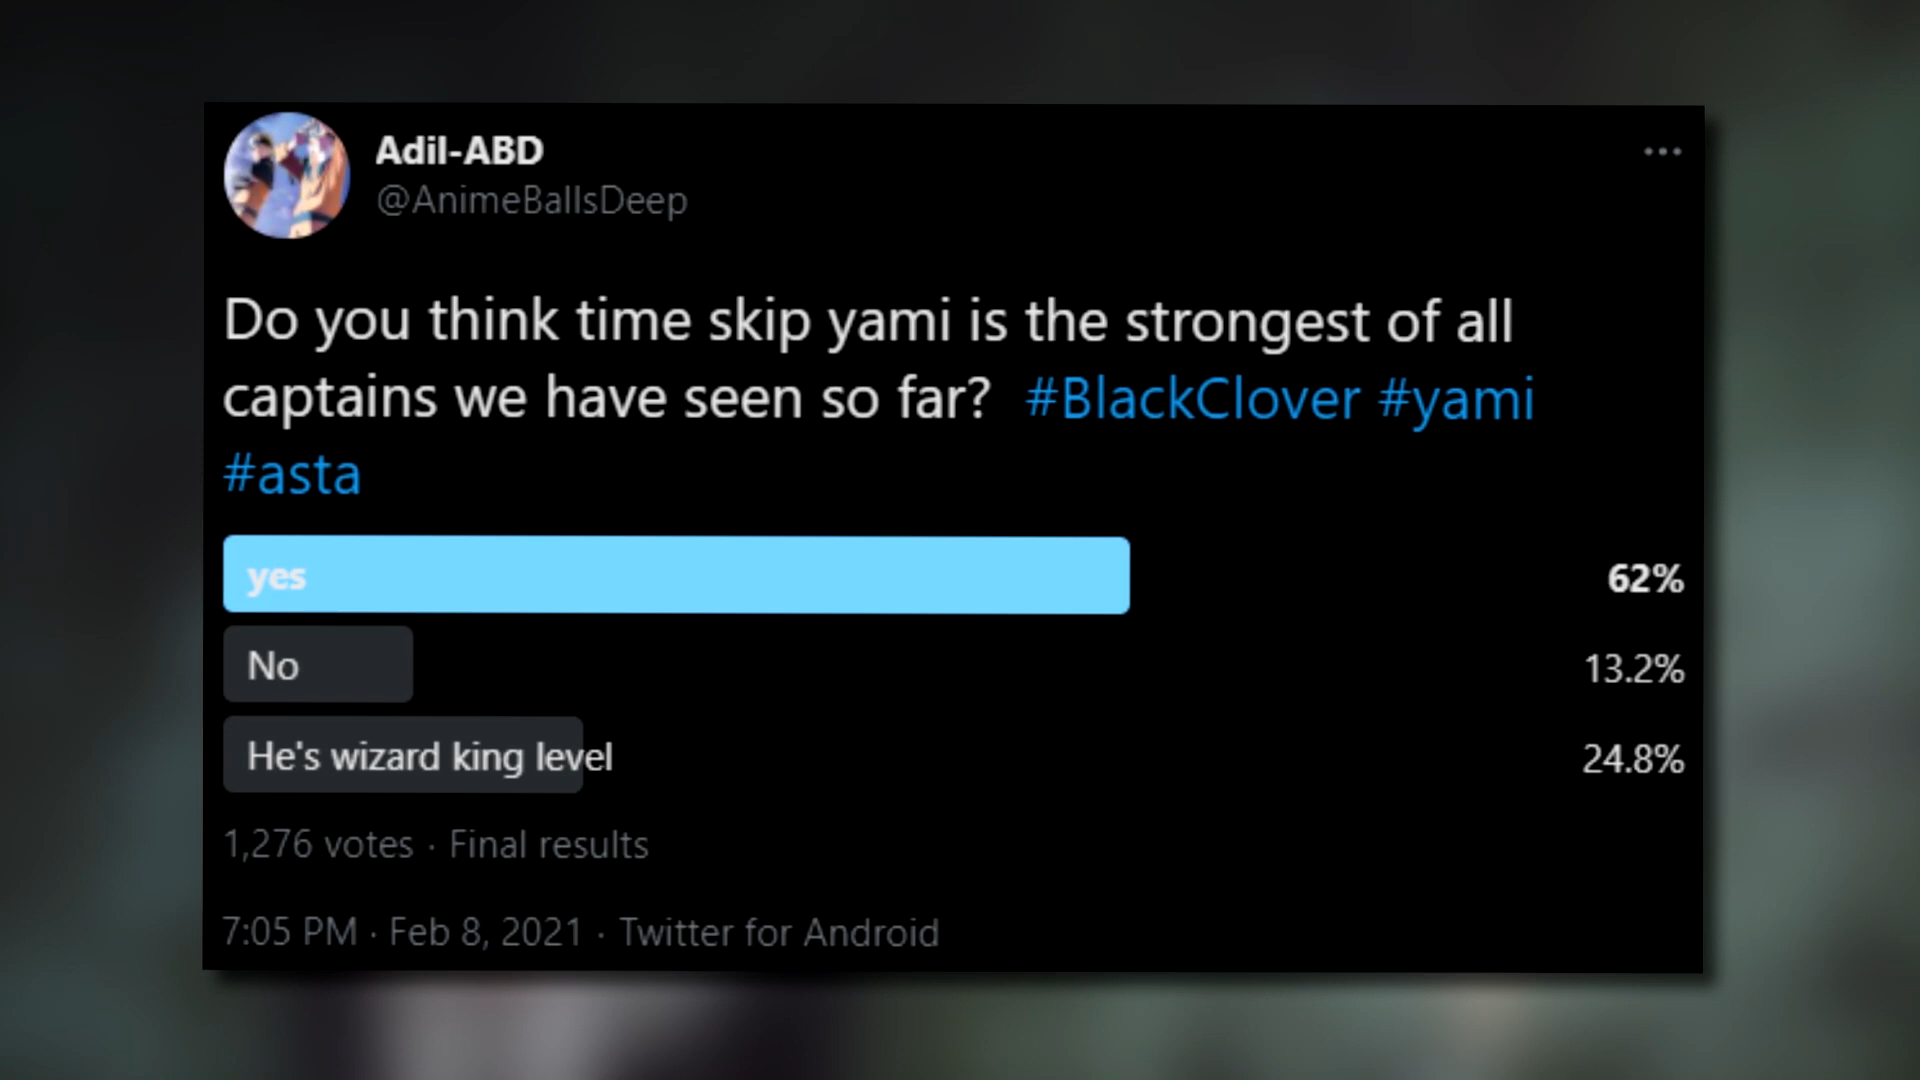 Adil-ABD
@AnimeBallsDeep
Do you think time skip yami is the strongest of all
captains we have seen so far? #BlackClover #yami
#asta
yes 62%
No 13.2%
He's wizard king level 24.8%
1,276 votes · Final results
7:05 PM · Feb 8, 2021 · Twitter for Android